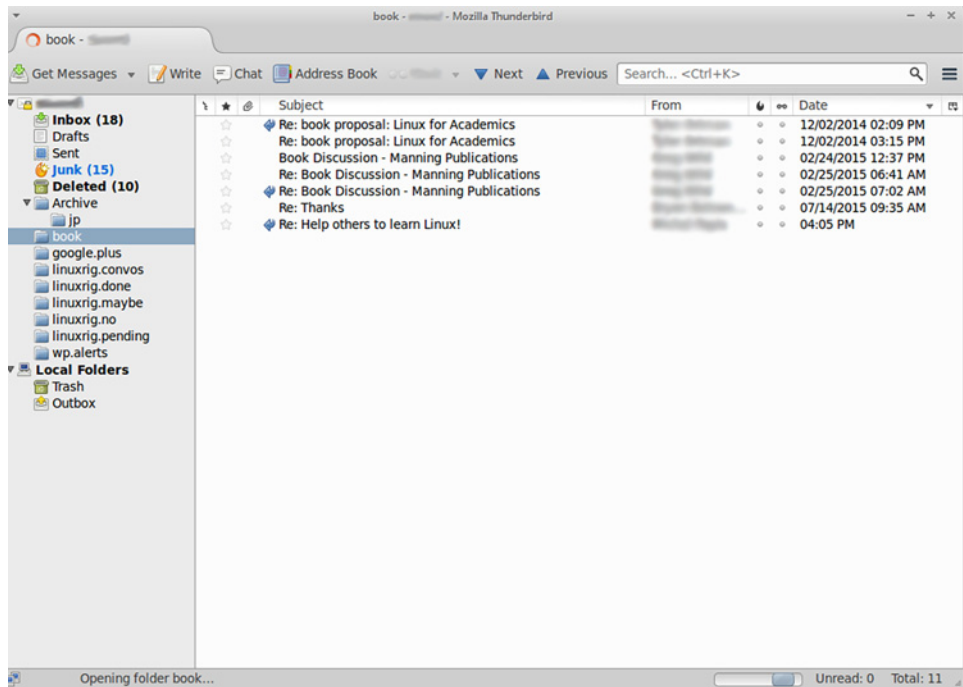 book - - Mozilla Thunderbird
book -
Get Messages Write Chat Address Book Next Previous Search... <Ctrl+K>
Subject From Date
Inbox (18)
Drafts
Sent
Junk (15)
Deleted (10)
Archive
jp
book
google.plus
linuxrig.convos
linuxrig.done
linuxrig.maybe
linuxrig.no
linuxrig.pending
wp.alerts
Local Folders
Trash
Outbox
Re: book proposal: Linux for Academics 12/02/2014 02:09 PM
Re: book proposal: Linux for Academics 12/02/2014 03:15 PM
Book Discussion - Manning Publications 02/24/2015 12:37 PM
Re: Book Discussion - Manning Publications 02/25/2015 06:41 AM
Re: Book Discussion - Manning Publications 02/25/2015 07:02 AM
Re: Thanks 07/14/2015 09:35 AM
Re: Help others to learn Linux! 04:05 PM
Opening folder book... Unread: 0 Total: 11